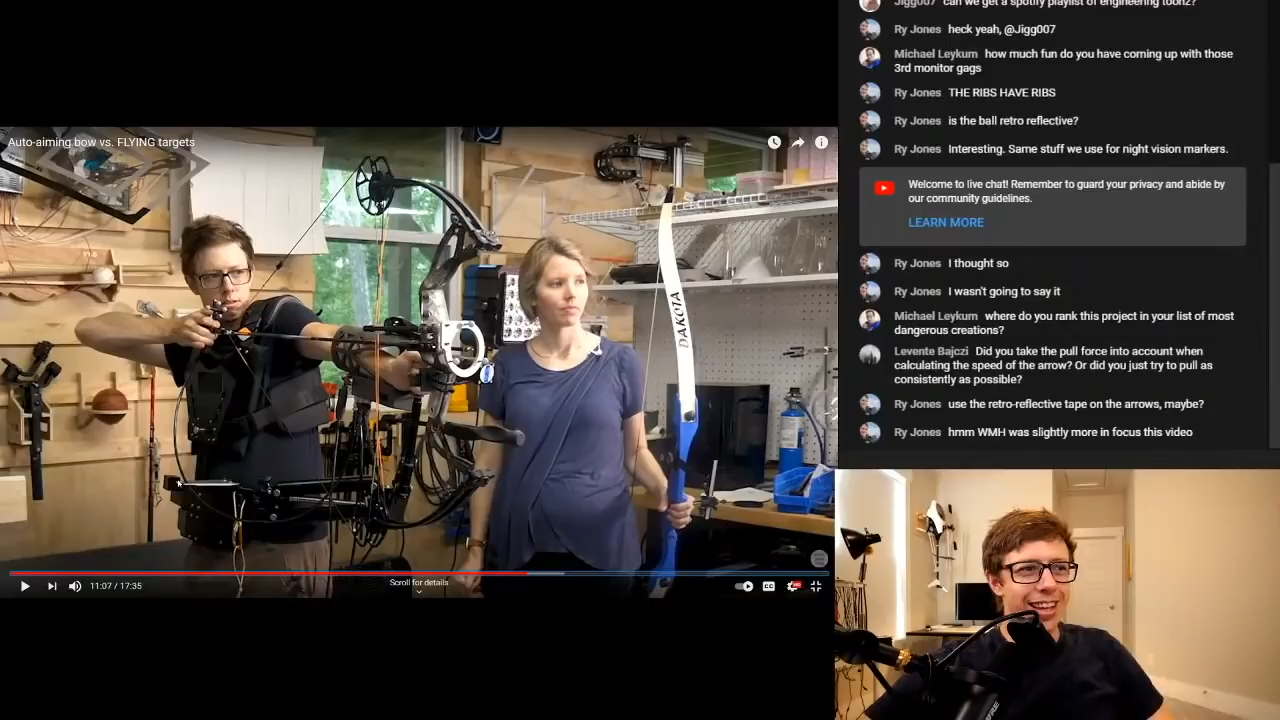 Auto-aiming bow vs. FLYING targets
DAKOTA
11:07 / 17:35
Scroll for details
CC
HD
Jigg007 can we get a spotify playlist of engineering toonz?
Ry Jones heck yeah, @Jigg007
Michael Leykum how much fun do you have coming up with those
3rd monitor gags
Ry Jones THE RIBS HAVE RIBS
Ry Jones is the ball retro reflective?
Ry Jones Interesting. Same stuff we use for night vision markers.
Welcome to live chat! Remember to guard your privacy and abide by
our community guidelines.
LEARN MORE
Ry Jones I thought so
Ry Jones I wasn't going to say it
Michael Leykum where do you rank this project in your list of most
dangerous creations?
Levente Bajczi Did you take the pull force into account when
calculating the speed of the arrow? Or did you just try to pull as
consistently as possible?
Ry Jones use the retro-reflective tape on the arrows, maybe?
Ry Jones hmm WMH was slightly more in focus this video